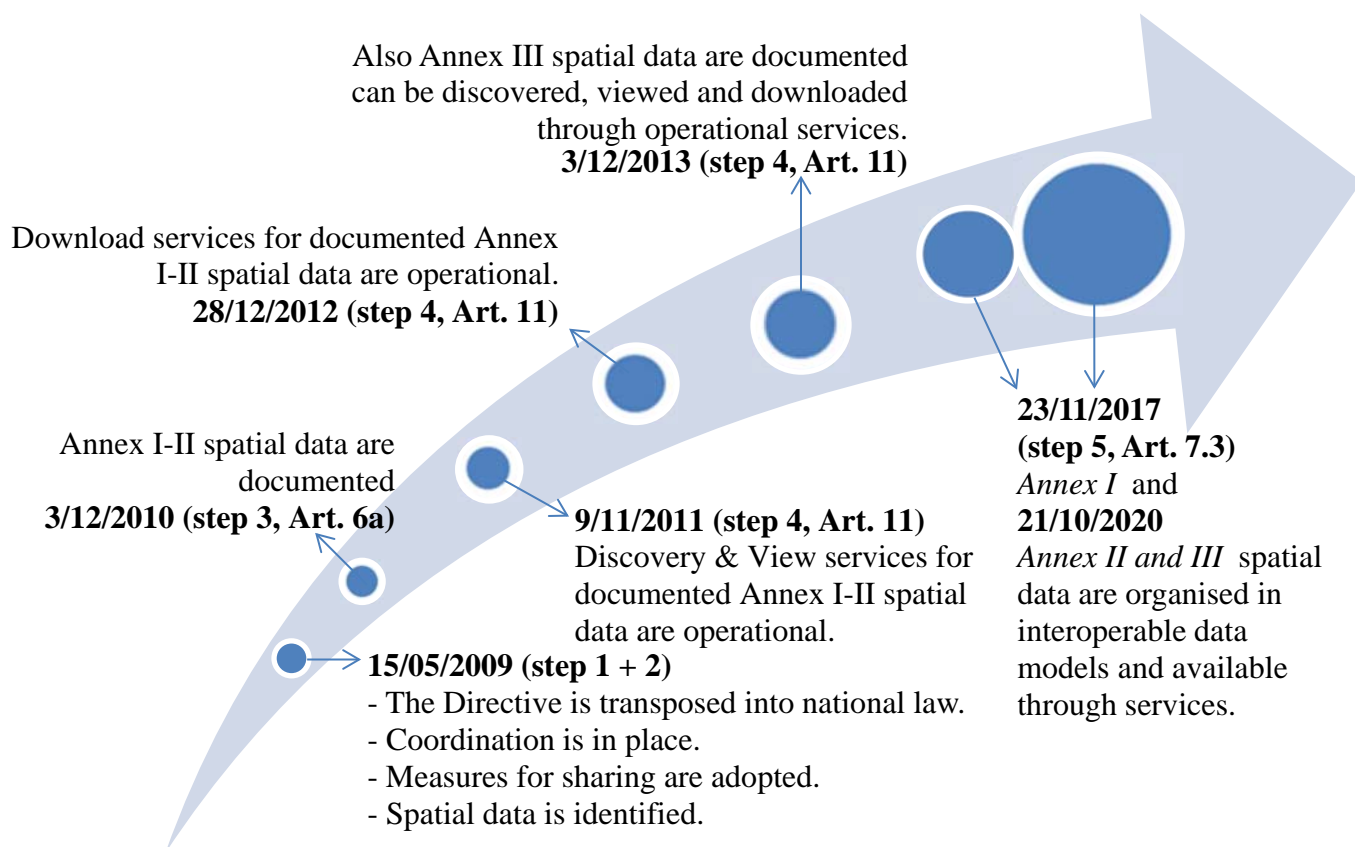 Also Annex III spatial data are documented
can be discovered, viewed and downloaded
through operational services.
3/12/2013 (step 4, Art. 11)
Download services for documented Annex
I-II spatial data are operational.
28/12/2012 (step 4, Art. 11)
Annex I-II spatial data are
documented
3/12/2010 (step 3, Art. 6a)
9/11/2011 (step 4, Art. 11)
Discovery & View services for
documented Annex I-II spatial
data are operational.
15/05/2009 (step 1 + 2)
- The Directive is transposed into national law.
- Coordination is in place.
- Measures for sharing are adopted.
- Spatial data is identified.
23/11/2017
(step 5, Art. 7.3)
Annex I and
21/10/2020
Annex II and III spatial
data are organised in
interoperable data
models and available
through services.